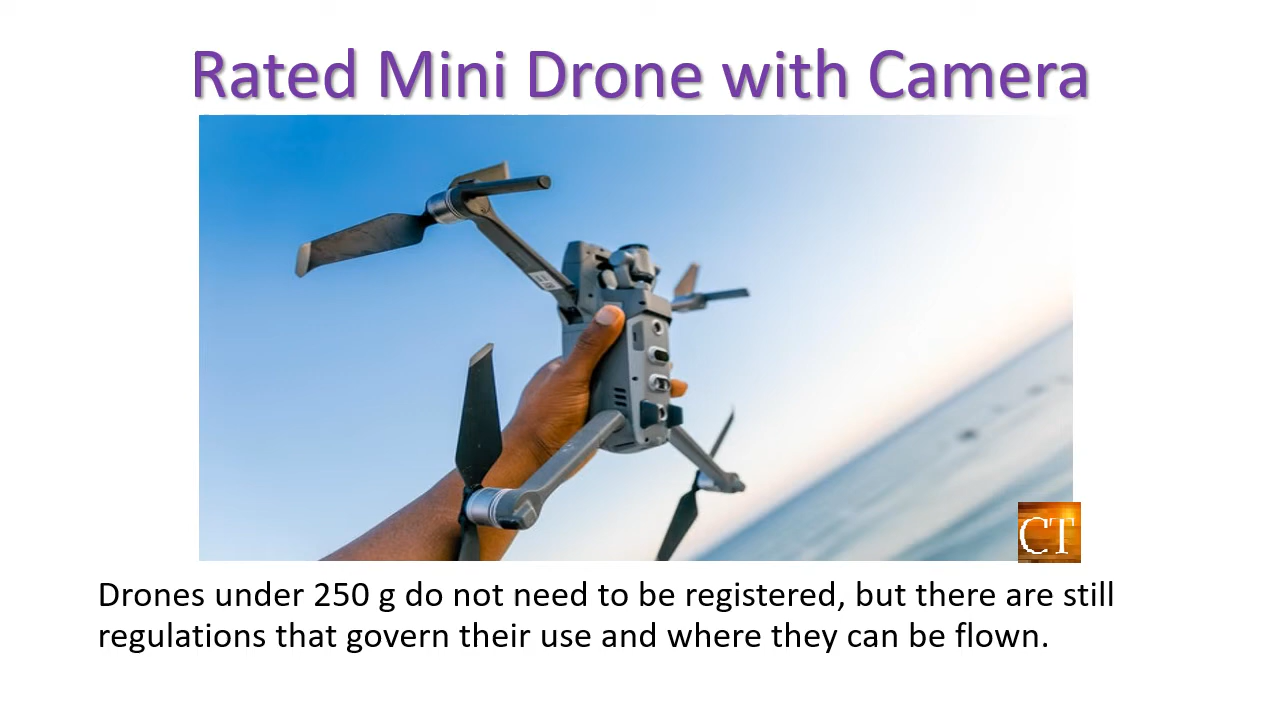 Rated Mini Drone with Camera
CT
Drones under 250 g do not need to be registered, but there are still
regulations that govern their use and where they can be flown.